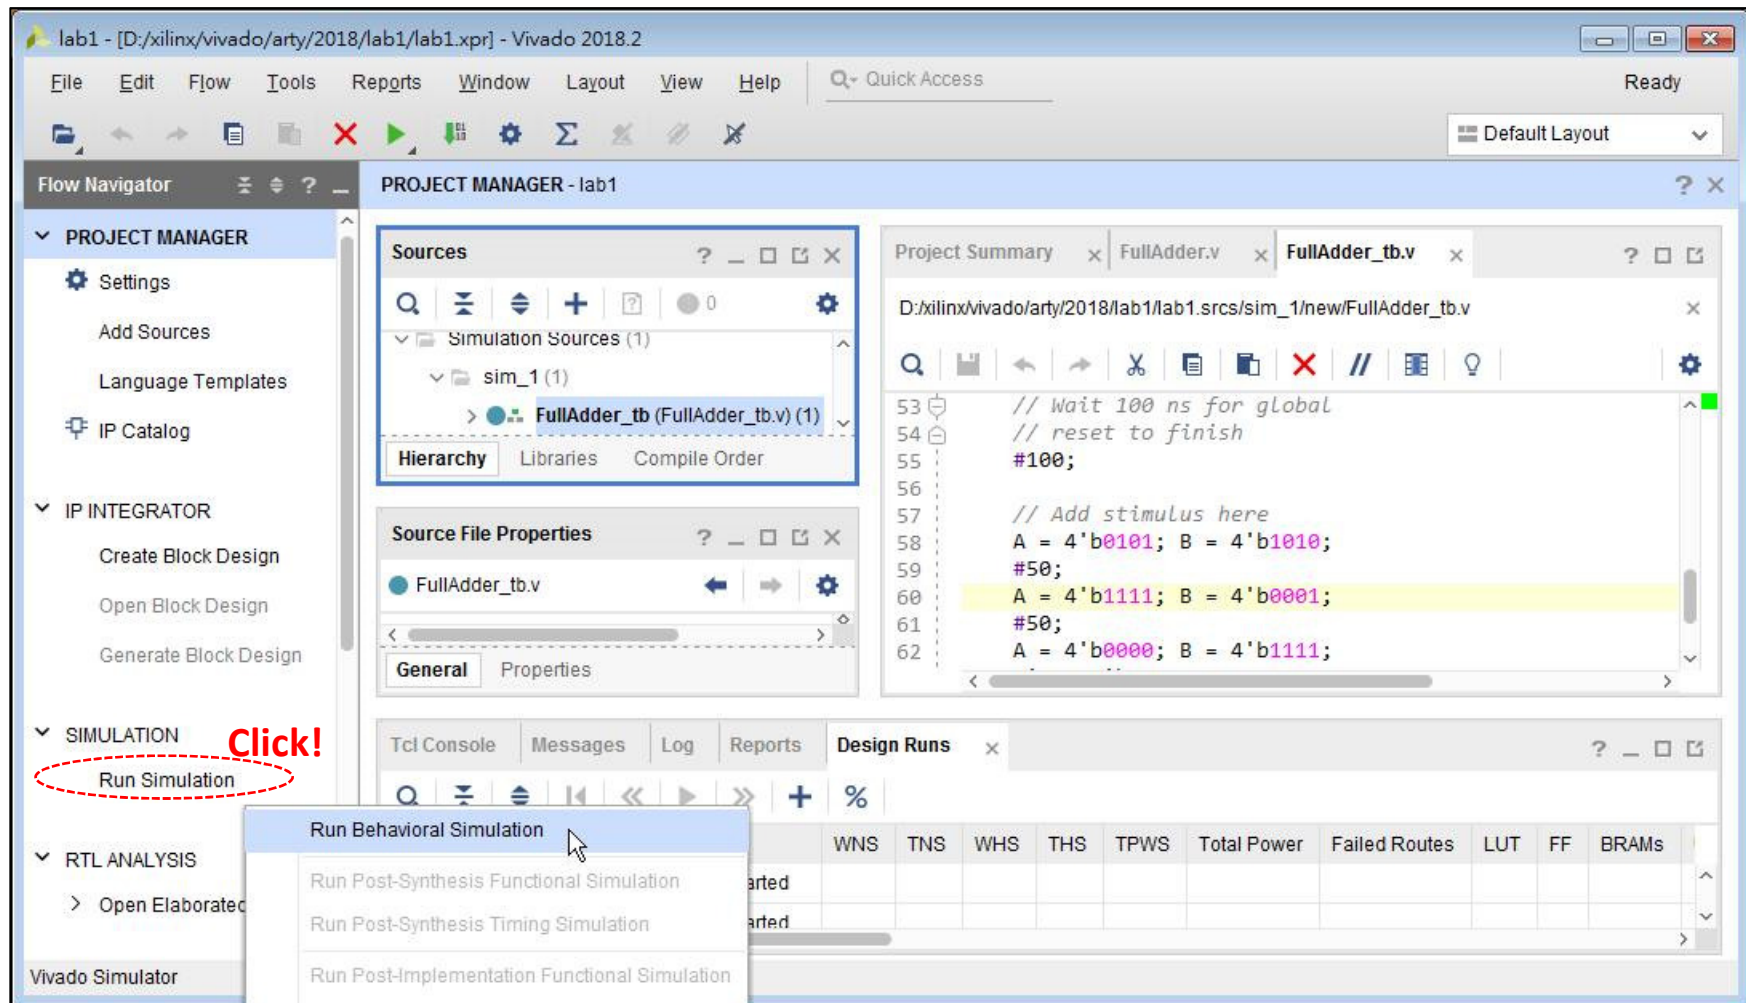 lab1 - [D:/xilinx/vivado/arty/2018/lab1/lab1.xpr] - Vivado 2018.2
File Edit Flow Tools Reports Window Layout View Help Quick Access Ready
Default Layout
Flow Navigator ? PROJECT MANAGER - lab1 ?
PROJECT MANAGER
Settings
Add Sources
Language Templates
IP Catalog
IP INTEGRATOR
Create Block Design
Open Block Design
Generate Block Design
SIMULATION
Click!
Run Simulation
RTL ANALYSIS
Open Elaborated
Vivado Simulator
Sources ?
? 0
Simulation Sources (1)
sim_1 (1)
FullAdder_tb (FullAdder_tb.v) (1)
Hierarchy Libraries Compile Order
Source File Properties ?
FullAdder_tb.v
General Properties
Project Summary FullAdder.v FullAdder_tb.v ?
D:/xilinx/vivado/arty/2018/lab1/lab1.srcs/sim_1/new/FullAdder_tb.v
//
53 // Wait 100 ns for global
54 // reset to finish
55 #100;
56
57 // Add stimulus here
58 A = 4'b0101; B = 4'b1010;
59 #50;
60 A = 4'b1111; B = 4'b0001;
61 #50;
62 A = 4'b0000; B = 4'b1111;
Tcl Console Messages Log Reports Design Runs ?
%
WNS TNS WHS THS TPWS Total Power Failed Routes LUT FF BRAMs
arted
arted
Run Behavioral Simulation
Run Post-Synthesis Functional Simulation
Run Post-Synthesis Timing Simulation
Run Post-Implementation Functional Simulation